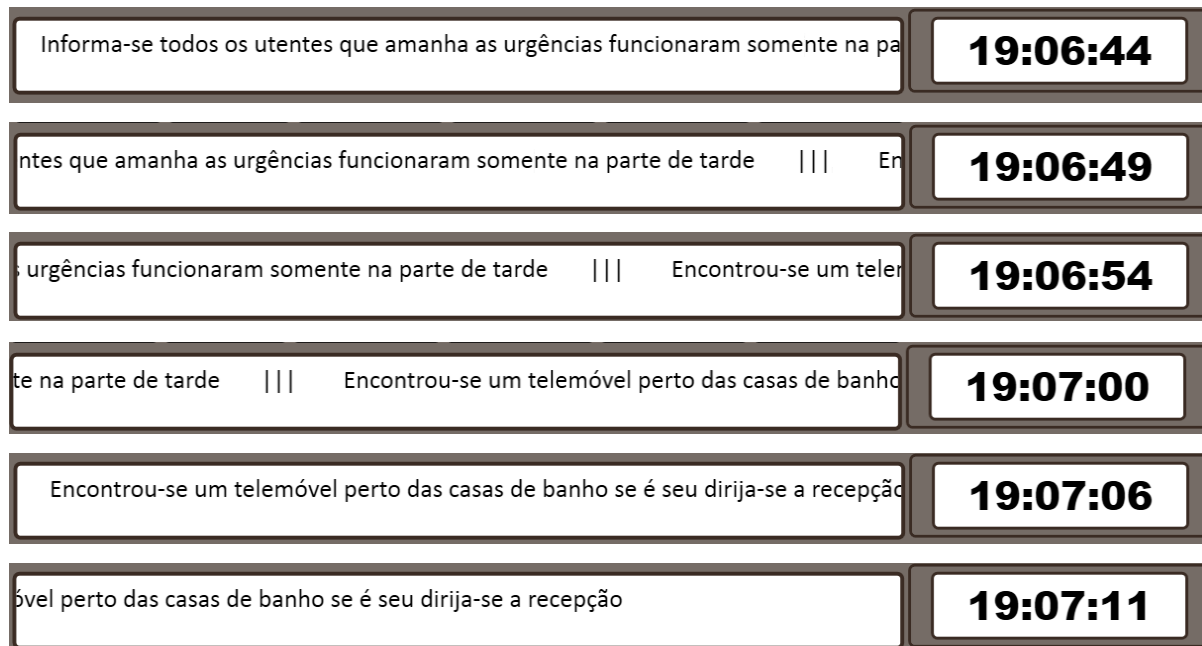 Informa-se todos os utentes que amanha as urgências funcionaram somente na pa 19:06:44
ntes que amanha as urgências funcionaram somente na parte de tarde ||| En 19:06:49
s urgências funcionaram somente na parte de tarde ||| Encontrou-se um teler 19:06:54
te na parte de tarde ||| Encontrou-se um telemóvel perto das casas de banho 19:07:00
Encontrou-se um telemóvel perto das casas de banho se é seu dirija-se a recepção 19:07:06
óvel perto das casas de banho se é seu dirija-se a recepção 19:07:11